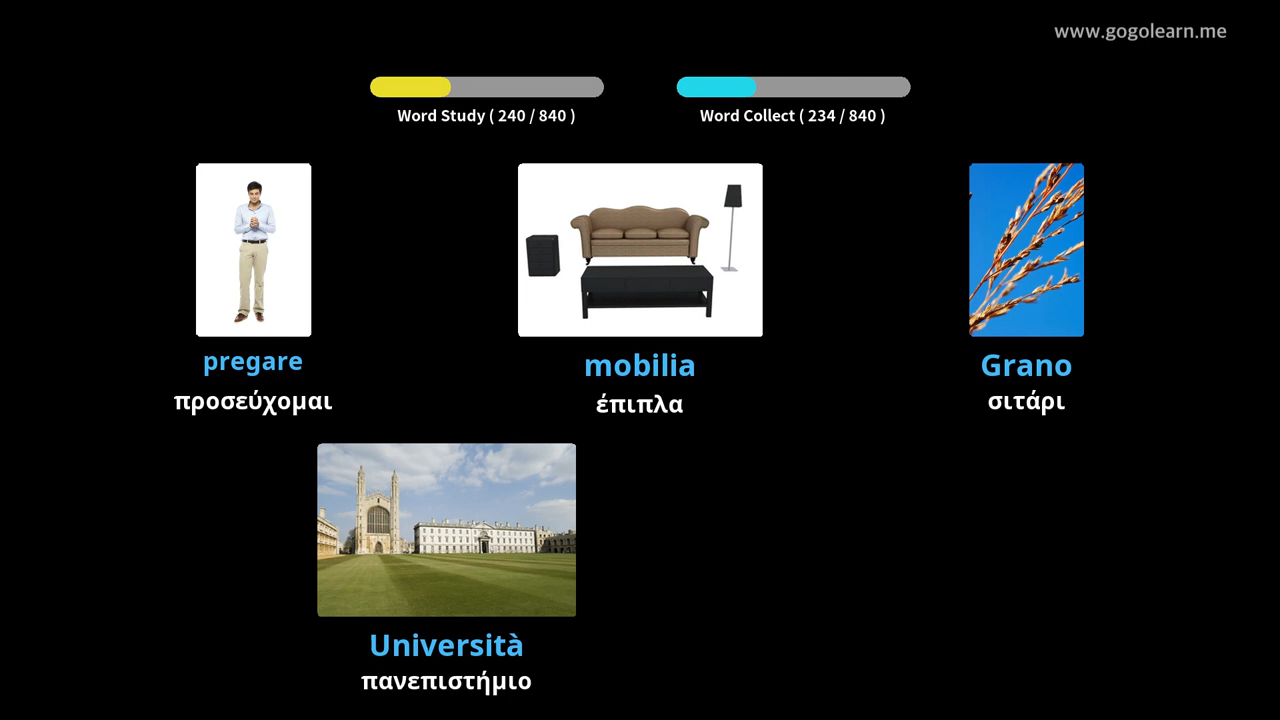 www.gogolearn.me
Word Study ( 240 / 840 )
Word Collect ( 234 / 840 )
pregare
προσεύχομαι
mobilia
έπιπλα
Grano
σιτάρι
Università
πανεπιστήμιο